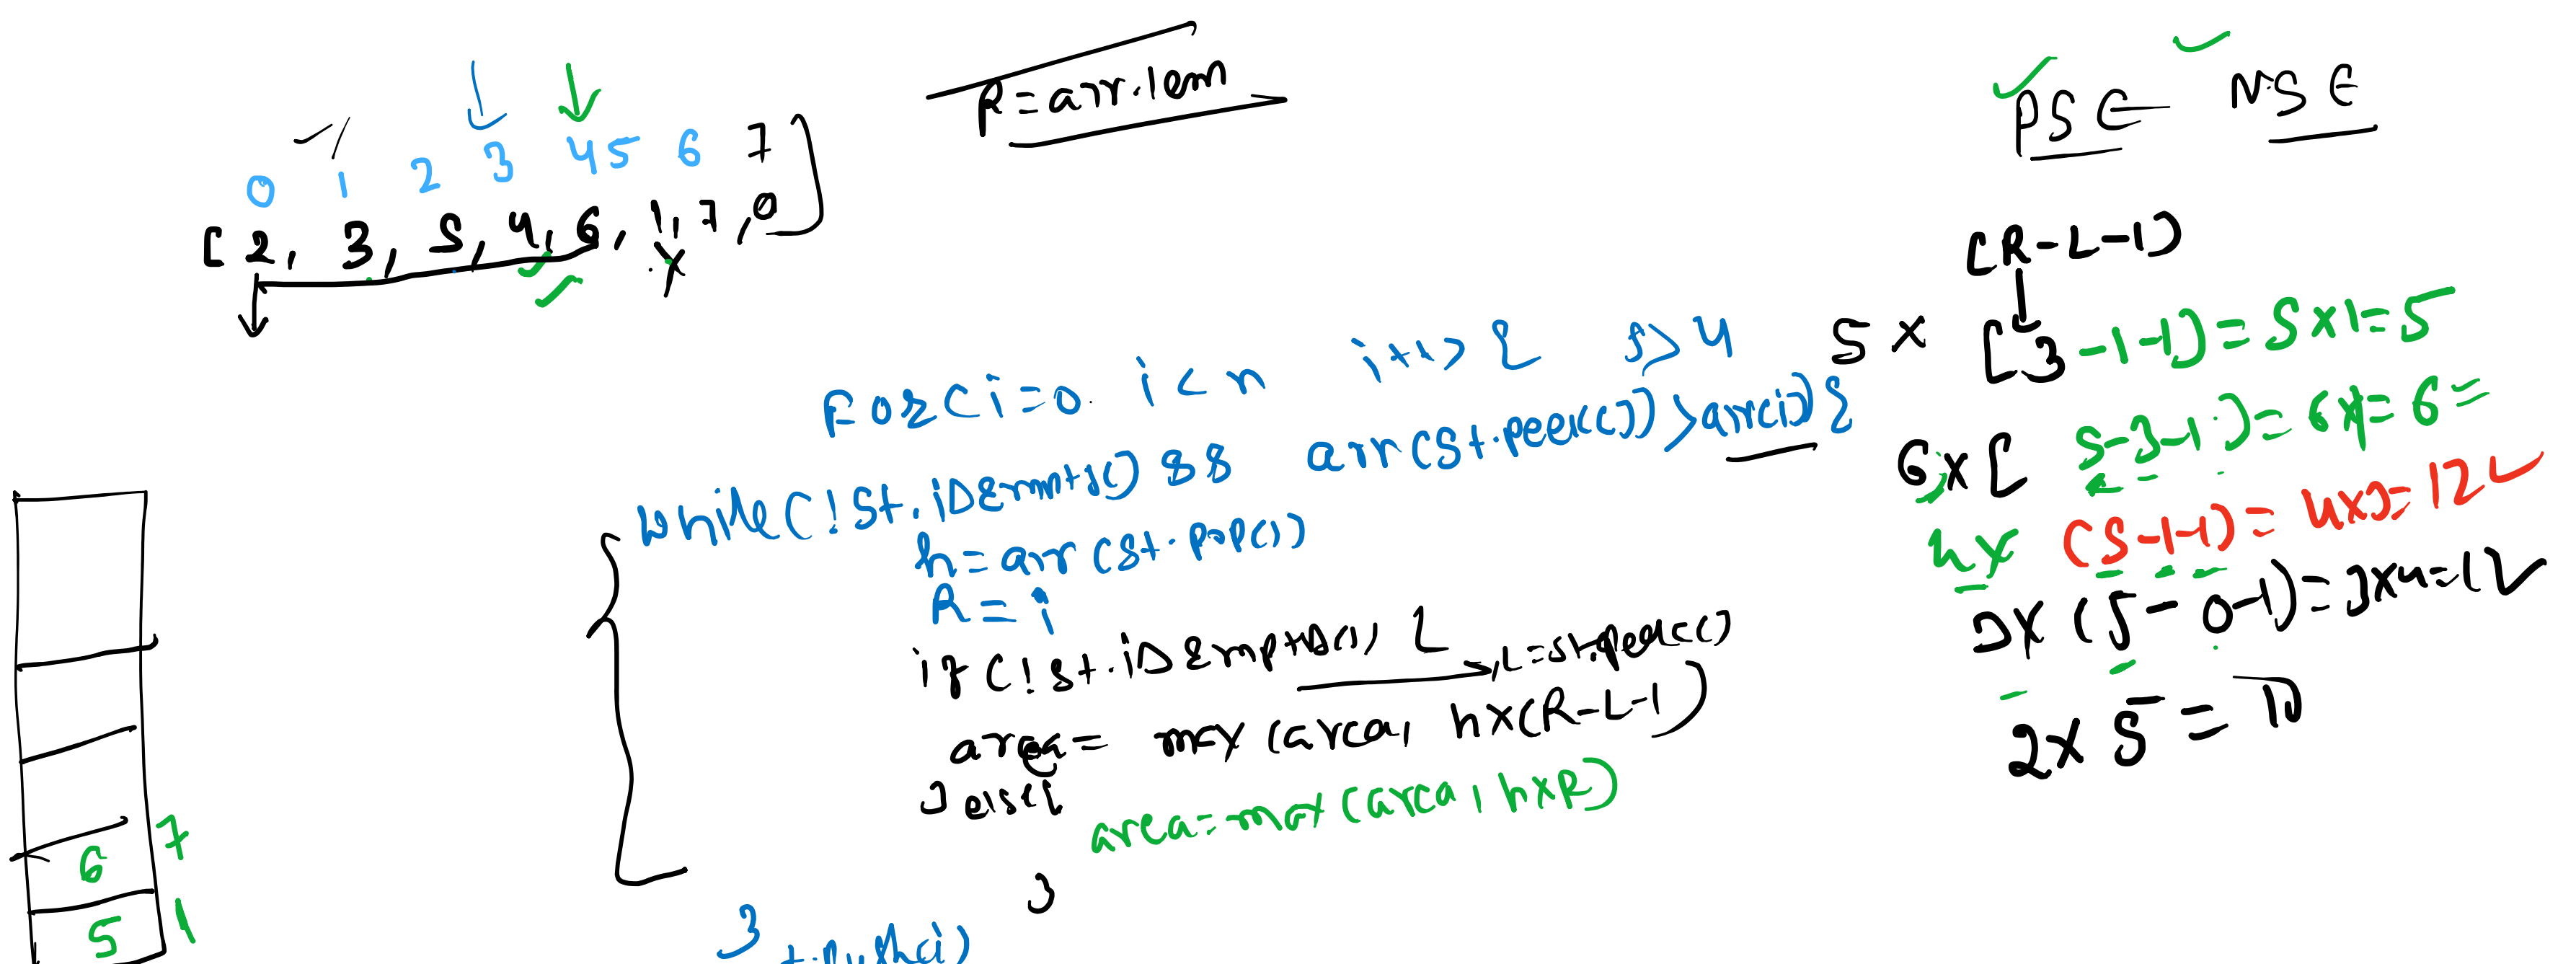 R=arr.len
PSE NSE
0 1 2 3 4 5 6 7
[2, 3, 5, 4, 6, 1, 7, 0]
(R-L-1)
5 x [3-1-1) = 5x1=5
for(i=0 i<n i++){ 5>4
while(!st.isEmpty() && arr(st.peek())>arr(i)){
6x[ 5-3-1)= 6x1=6=
h=arr(st.pop())
4x (5-1-1)= 4x3=12
R = i
3x (5-0-1)=3x4=12
if(!st.isEmpty()) { L=st.peek()
area= max(area, hx(R-L-1)
2x5=10
} else{
area=max(area, hxR)
}
6 7
5 1
}
st.push(i)